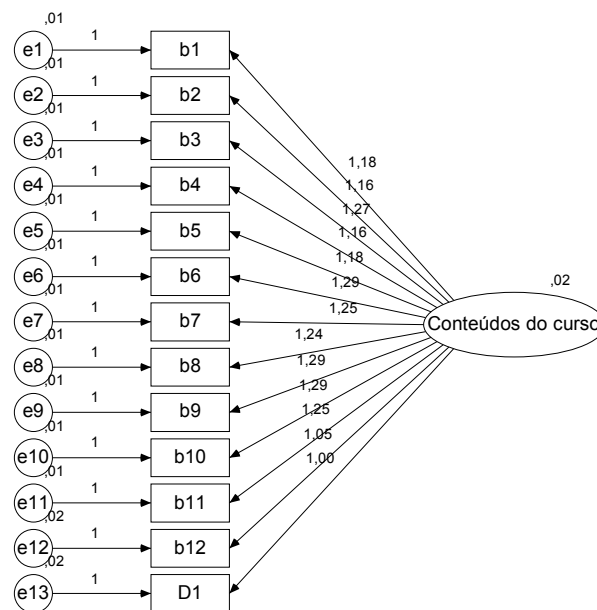 ,01
e1 1 b1
,01
e2 1 b2
,01
e3 1 b3
,01
e4 1 b4
,01
e5 1 b5
,01
e6 1 b6
,01
e7 1 b7
,01
e8 1 b8
,01
e9 1 b9
,01
e10 1 b10
,01
e11 1 b11
,02
e12 1 b12
,02
e13 1 D1
1,18
1,16
1,27
1,16
1,18
1,29
1,25
1,24
1,29
1,29
1,25
1,05
1,00
,02
Conteúdos do curso